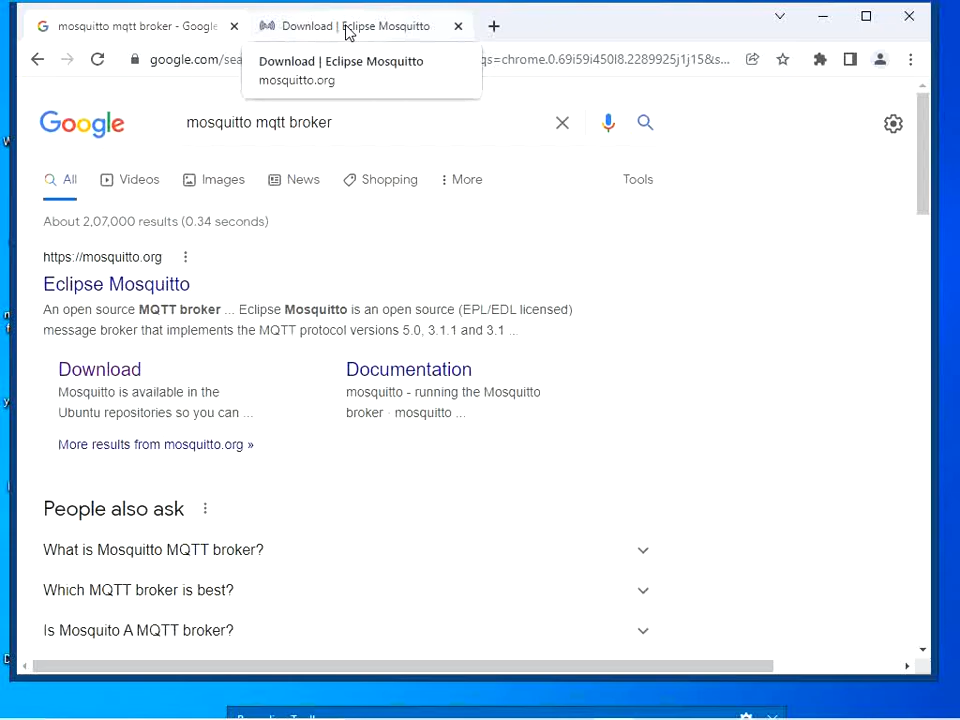 mosquitto mqtt broker - Google
Download | Eclipse Mosquitto
Download | Eclipse Mosquitto
mosquitto.org
google.com/sea
qs=chrome.0.69i59i450l8.2289925j1j15&s...
Google
mosquitto mqtt broker
All
Videos
Images
News
Shopping
More
Tools
About 2,07,000 results (0.34 seconds)
https://mosquitto.org
Eclipse Mosquitto
An open source MQTT broker ... Eclipse Mosquitto is an open source (EPL/EDL licensed)
message broker that implements the MQTT protocol versions 5.0, 3.1.1 and 3.1 ...
Download
Documentation
Mosquitto is available in the
mosquitto - running the Mosquitto
Ubuntu repositories so you can ...
broker · mosquitto ...
More results from mosquitto.org »
People also ask
What is Mosquitto MQTT broker?
Which MQTT broker is best?
Is Mosquito A MQTT broker?